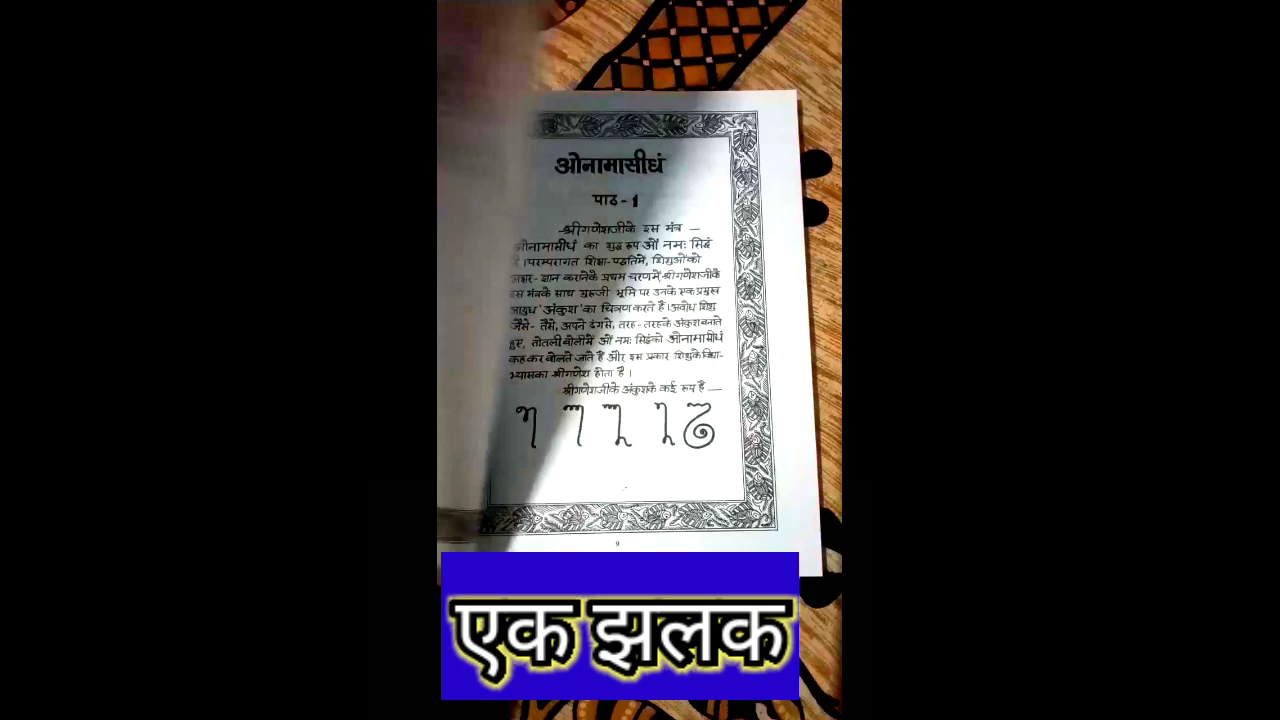 ओनामासीधं
पाठ - 1
श्रीगणेशजीके इस मंत्र —
ओनामासीधं का शुद्ध रूप ओं नमः सिद्धं
है। परम्परागत शिक्षा-पद्धतिमें, शिशुओंको
अक्षर-ज्ञान करानेके प्रथम चरणमें श्रीगणेशजीके
इस मंत्रके साथ गुरूजी भूमि पर उनके एक प्रमुख
आयुध 'अंकुश' का चित्रण करते है। अबोध शिशु
जैसे-तैसे, अपने ढंगसे, तरह-तरहके अंकुश बनाते
हुए, तोतली बोलीमें ओं नमः सिद्धंको ओनामासीधं
कहकर बोलते जाते हैं और इस प्रकार शिशुके विद्या-
भ्यासका श्रीगणेश होता है।
श्रीगणेशजीके अंकुशके कई रूप हैं —
9
एक झलक